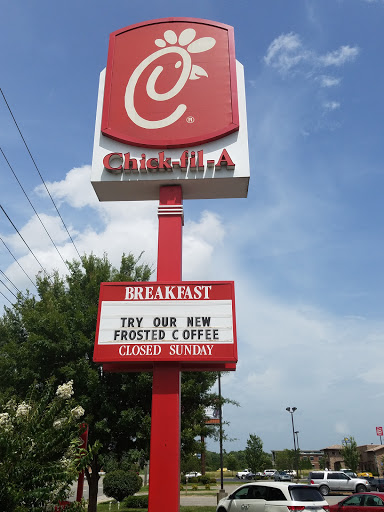 Chick-fil-A
BREAKFAST
TRY OUR NEW
FROSTED COFFEE
CLOSED SUNDAY